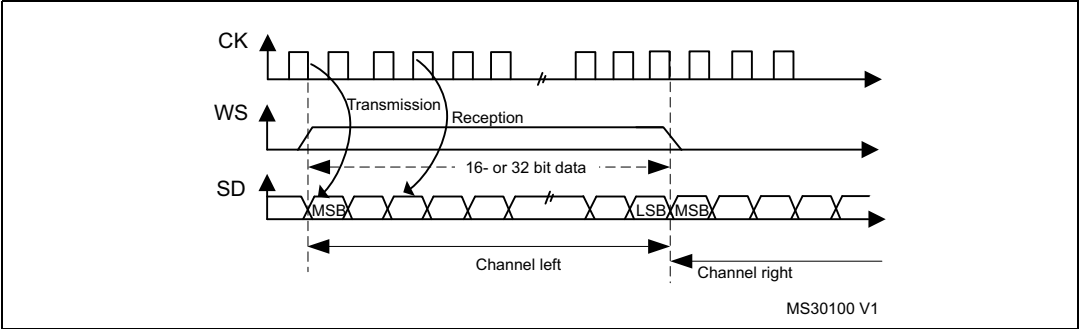 CK
Transmission
Reception
WS
16- or 32 bit data
SD
MSB
LSB
MSB
Channel left
Channel right
MS30100 V1